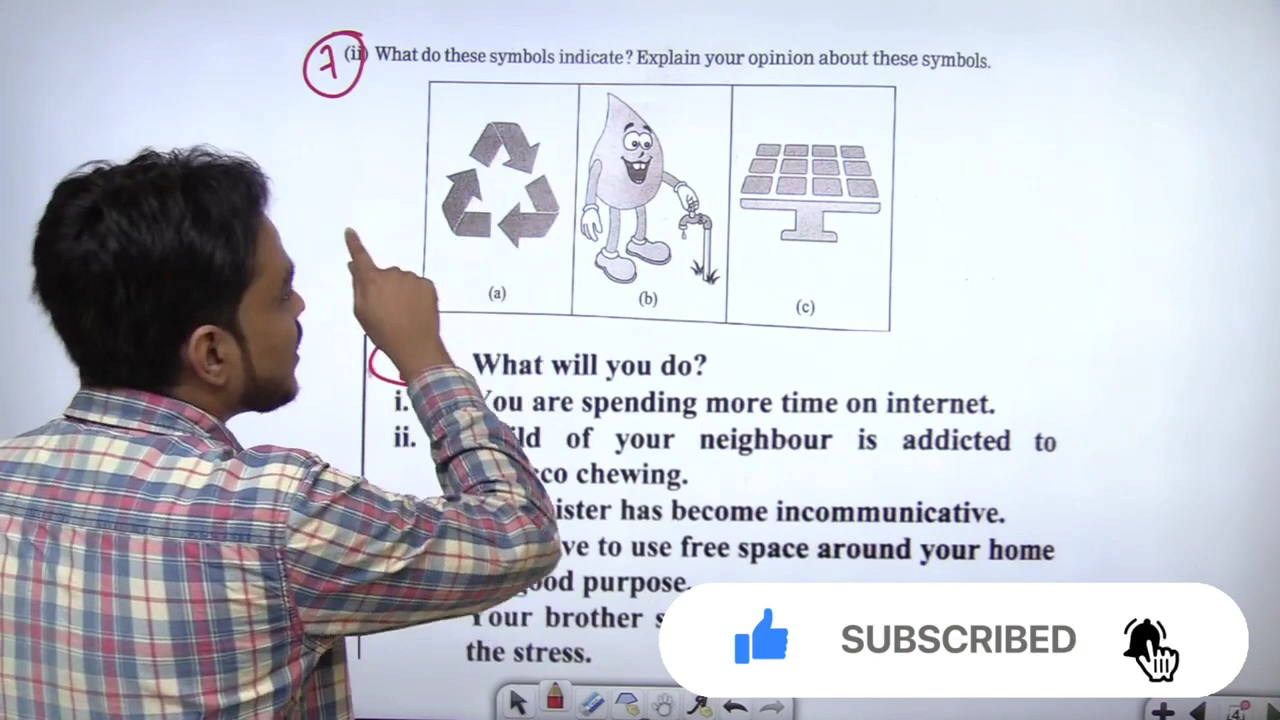 7 (ii) What do these symbols indicate? Explain your opinion about these symbols.
(a) (b) (c)
What will you do?
i. You are spending more time on internet.
ii. of your neighbour is addicted to
chewing.
has become incommunicative.
to use free space around your home
purpose.
Your brother
the stress.
SUBSCRIBED